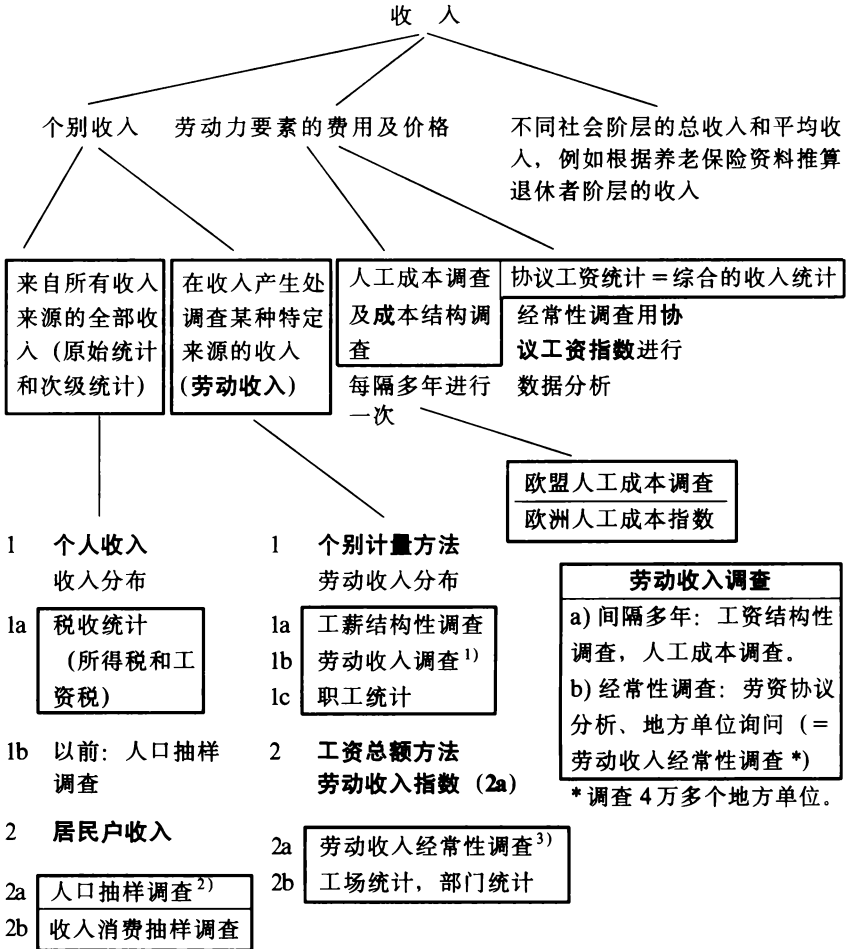 收 入
个别收入
劳动力要素的费用及价格
不同社会阶层的总收入和平均收
入，例如根据养老保险资料推算
退休者阶层的收入
来自所有收入
来源的全部收
入（原始统计
和次级统计）
在收入产生处
调查某种特定
来源的收入
（劳动收入）
人工成本调查
及成本结构调
查
每隔多年进行
一次
协议工资统计＝综合的收入统计
经常性调查用协
议工资指数进行
数据分析
欧盟人工成本调查
欧洲人工成本指数
1 个人收入
收入分布
1a 税收统计
（所得税和工
资税）
1b 以前：人口抽样
调查
2 居民户收入
2a 人口抽样调查2)
2b 收入消费抽样调查
1 个别计量方法
劳动收入分布
1a 工薪结构性调查
1b 劳动收入调查1)
1c 职工统计
2 工资总额方法
劳动收入指数（2a）
2a 劳动收入经常性调查3)
2b 工场统计，部门统计
劳动收入调查
a) 间隔多年：工资结构性
调查，人工成本调查。
b) 经常性调查：劳资协议
分析、地方单位询问（＝
劳动收入经常性调查 *）
* 调查 4 万多个地方单位。